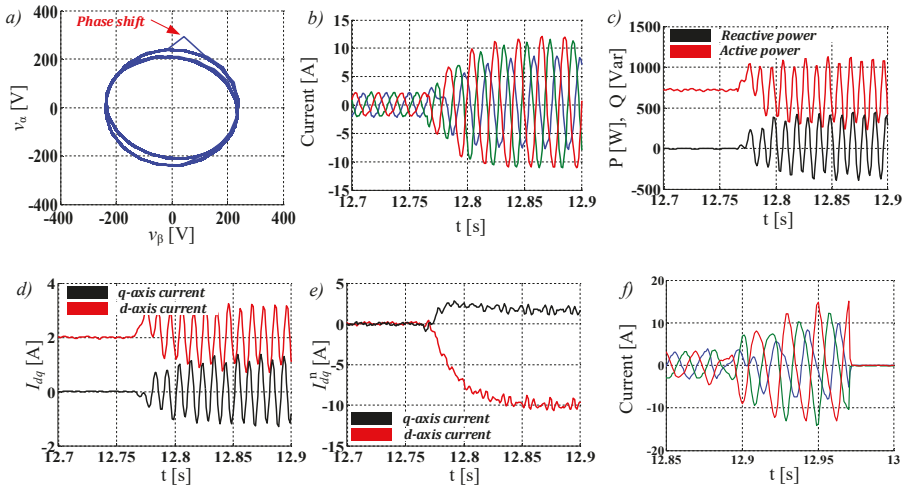 a)
Phase shift
400
200
0
-200
-400
-400
-200
0
200
400
vα [V]
vβ [V]
b)
15
10
5
0
-5
-10
-15
12.7
12.75
12.80
12.85
12.9
Current [A]
t [s]
c)
Reactive power
Active power
1500
1000
500
0
-500
12.7
12.75
12.80
12.85
12.9
P [W], Q [Var]
t [s]
d)
q-axis current
d-axis current
4
2
0
-2
12.7
12.75
12.80
12.85
12.9
Idq [A]
t [s]
e)
5
0
-5
-10
-15
q-axis current
d-axis current
12.7
12.75
12.80
12.85
12.9
Indq [A]
t [s]
f)
20
10
0
-10
-20
12.85
12.9
12.95
13
Current [A]
t [s]